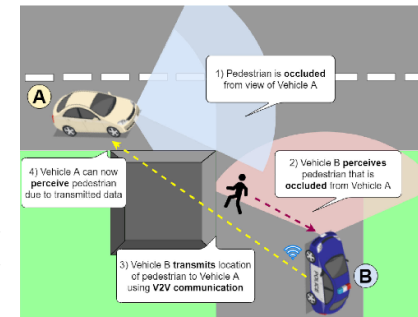 1) Pedestrian is occluded
from view of Vehicle A
A
2) Vehicle B perceives
pedestrian that is
occluded from Vehicle A
4) Vehicle A can now
perceive pedestrian
due to transmitted data
3) Vehicle B transmits location
of pedestrian to Vehicle A
using V2V communication
POLICE
B